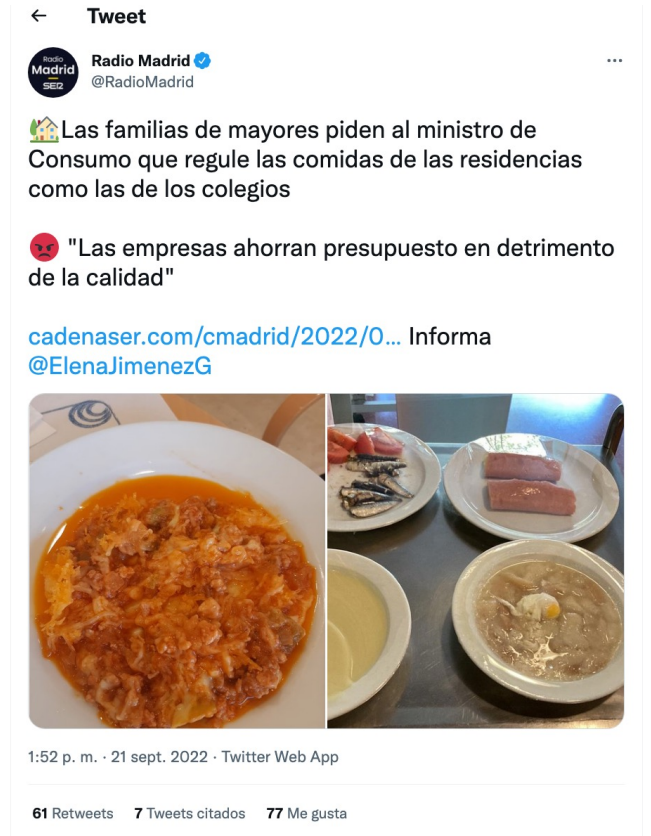 Tweet
Radio
Madrid
SER
Radio Madrid
@RadioMadrid
Las familias de mayores piden al ministro de
Consumo que regule las comidas de las residencias
como las de los colegios
"Las empresas ahorran presupuesto en detrimento
de la calidad"
cadenaser.com/cmadrid/2022/0... Informa
@ElenaJimenezG
1:52 p. m. · 21 sept. 2022 · Twitter Web App
61 Retweets 7 Tweets citados 77 Me gusta